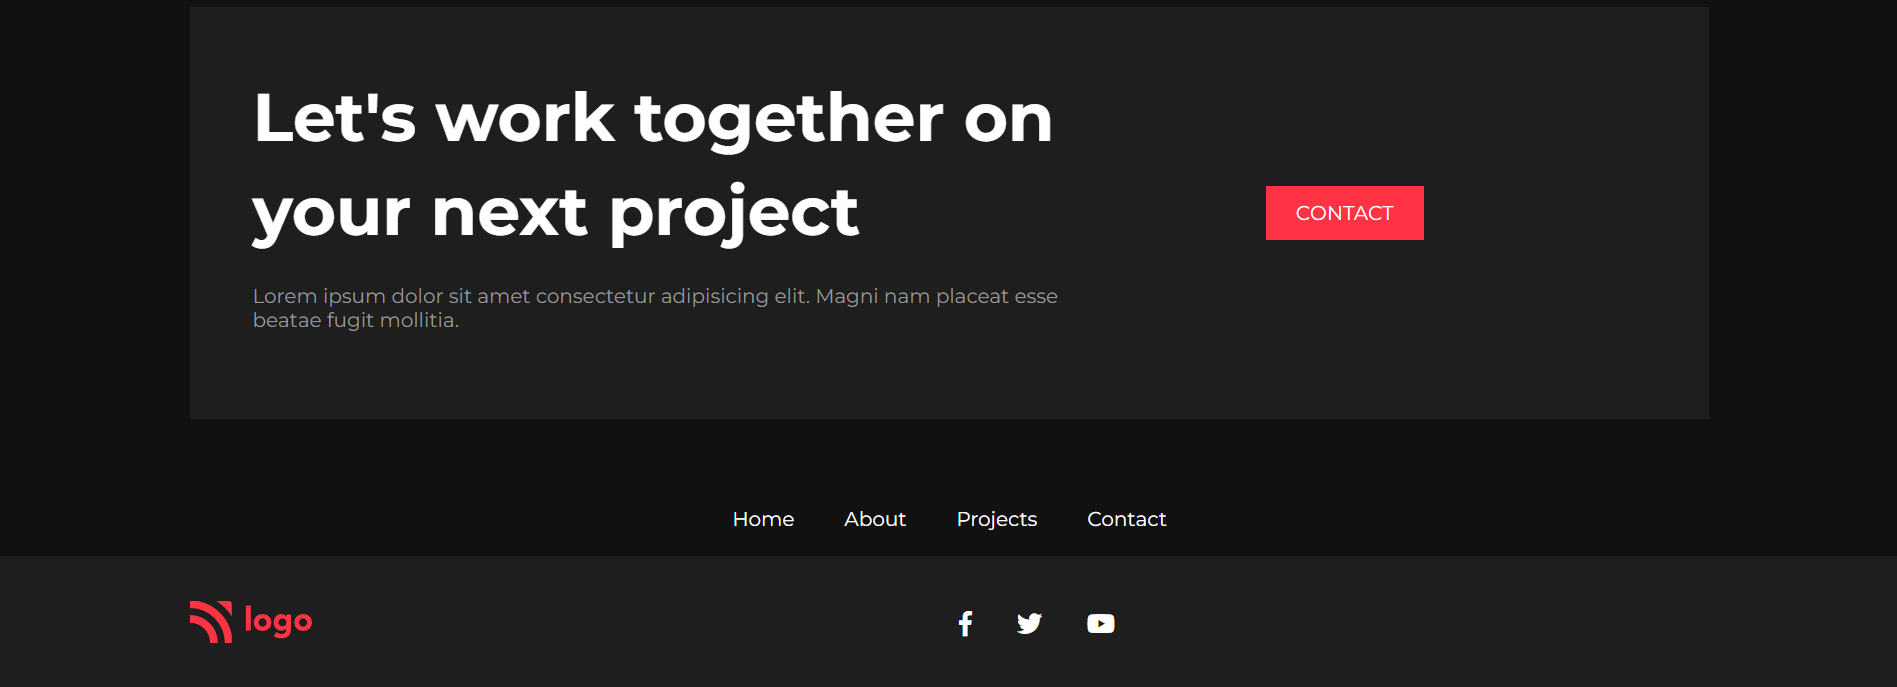 Let's work together on
your next project
CONTACT
Lorem ipsum dolor sit amet consectetur adipisicing elit. Magni nam placeat esse
beatae fugit mollitia.
Home About Projects Contact
logo